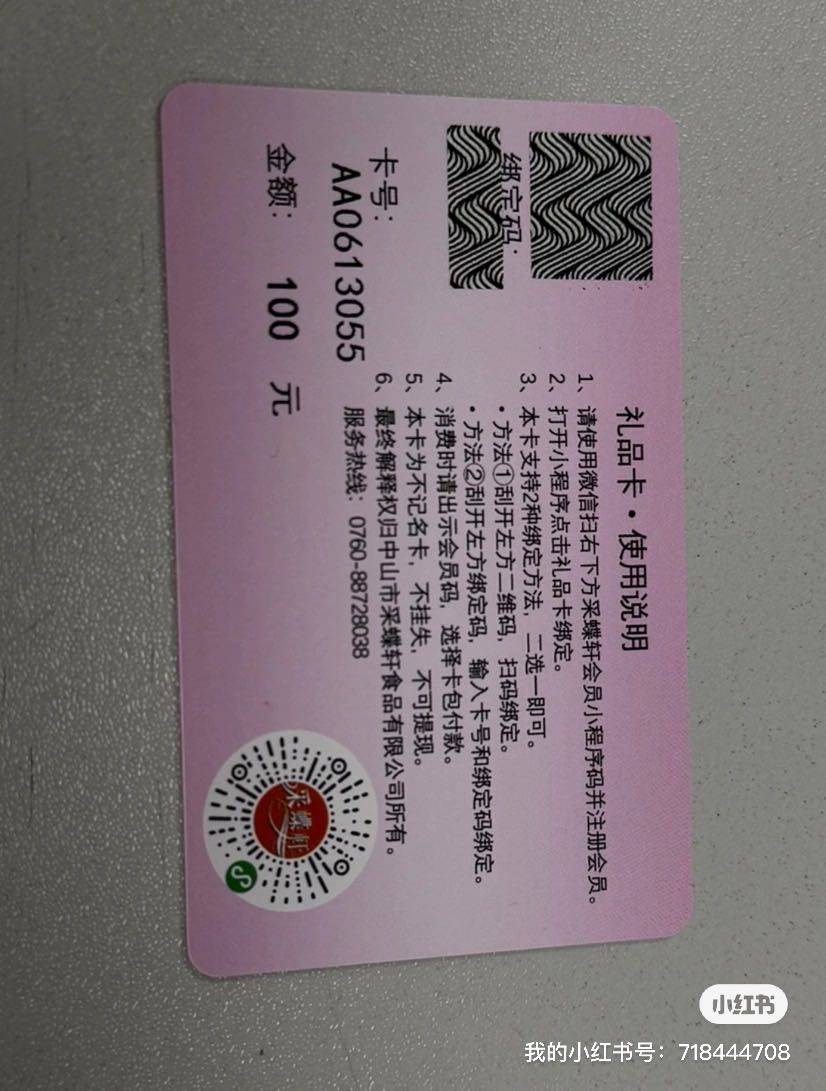 礼品卡·使用说明
1、请使用微信扫右下方采蝶轩会员小程序码并注册会员。
2、打开小程序点击礼品卡绑定。
3、本卡支持2种绑定方法，二选一即可。
·方法①刮开左方二维码，扫码绑定。
·方法②刮开左方绑定码，输入卡号和绑定码绑定。
4、消费时请出示会员码，选择卡包付款。
5、本卡为不记名卡，不挂失，不可提现。
6、最终解释权归中山市采蝶轩食品有限公司所有。
服务热线：0760-88728038
绑定码：
卡号：
AA0613055
金额： 100 元
采蝶轩
小红书
我的小红书号：718444708